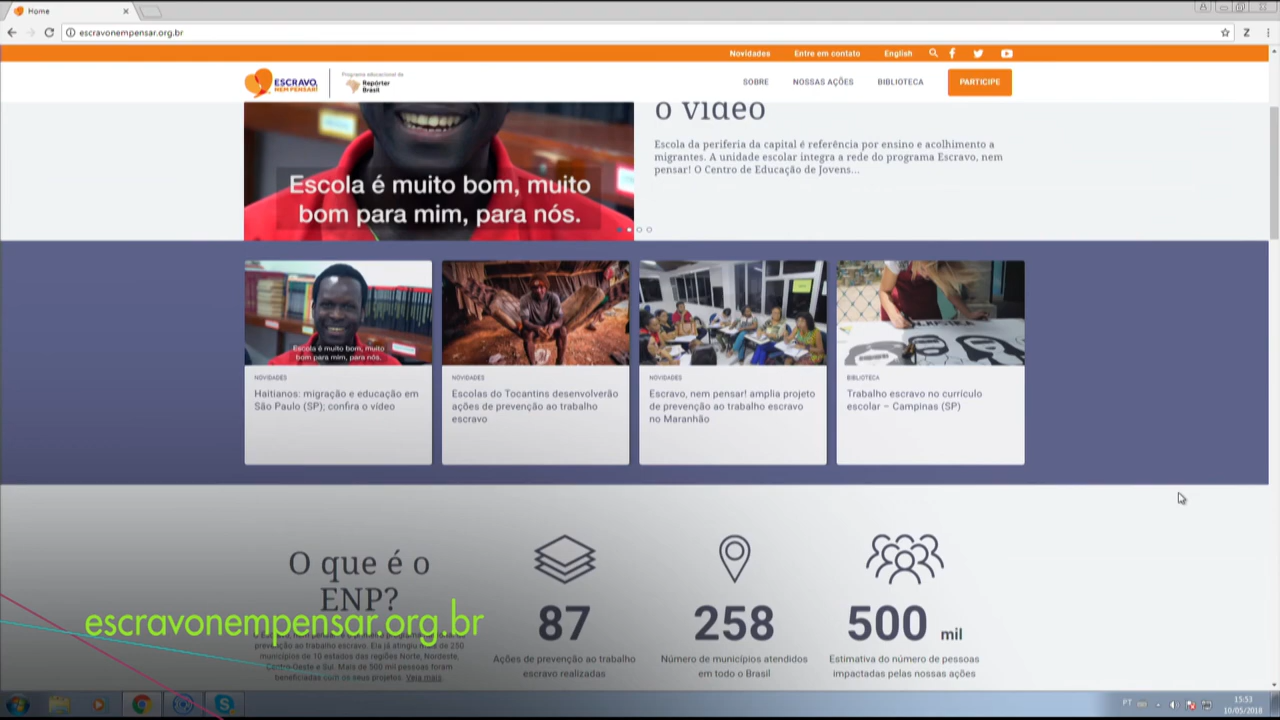 Home
escravonempensar.org.br
Novidades
Entre em contato
English
ESCRAVO,
NEM PENSAR!
Programa educacional da
Repórter
Brasil
SOBRE
NOSSAS AÇÕES
BIBLIOTECA
PARTICIPE
o vídeo
Escola da periferia da capital é referência por ensino e acolhimento a
migrantes. A unidade escolar integra a rede do programa Escravo, nem
pensar! O Centro de Educação de Jovens...
Escola é muito bom, muito
bom para mim, para nós.
Escola é muito bom, muito
bom para mim, para nós.
NOVIDADES
Haitianos: migração e educação em
São Paulo (SP); confira o vídeo
NOVIDADES
Escolas do Tocantins desenvolverão
ações de prevenção ao trabalho
escravo
NOVIDADES
Escravo, nem pensar! amplia projeto
de prevenção ao trabalho escravo
no Maranhão
BIBLIOTECA
Trabalho escravo no currículo
escolar – Campinas (SP)
O que é o
ENP?
escravonempensar.org.br
prevenção ao trabalho escravo. Ela já atingiu mais de 250
municípios de 10 estados das regiões Norte, Nordeste,
Centro-Oeste e Sul. Mais de 500 mil pessoas foram
beneficiadas com os seus projetos. Veja mais
87
Ações de prevenção ao trabalho
escravo realizadas
258
Número de municípios atendidos
em todo o Brasil
500 mil
Estimativa do número de pessoas
impactadas pelas nossas ações
PT
15:53
10/05/2018